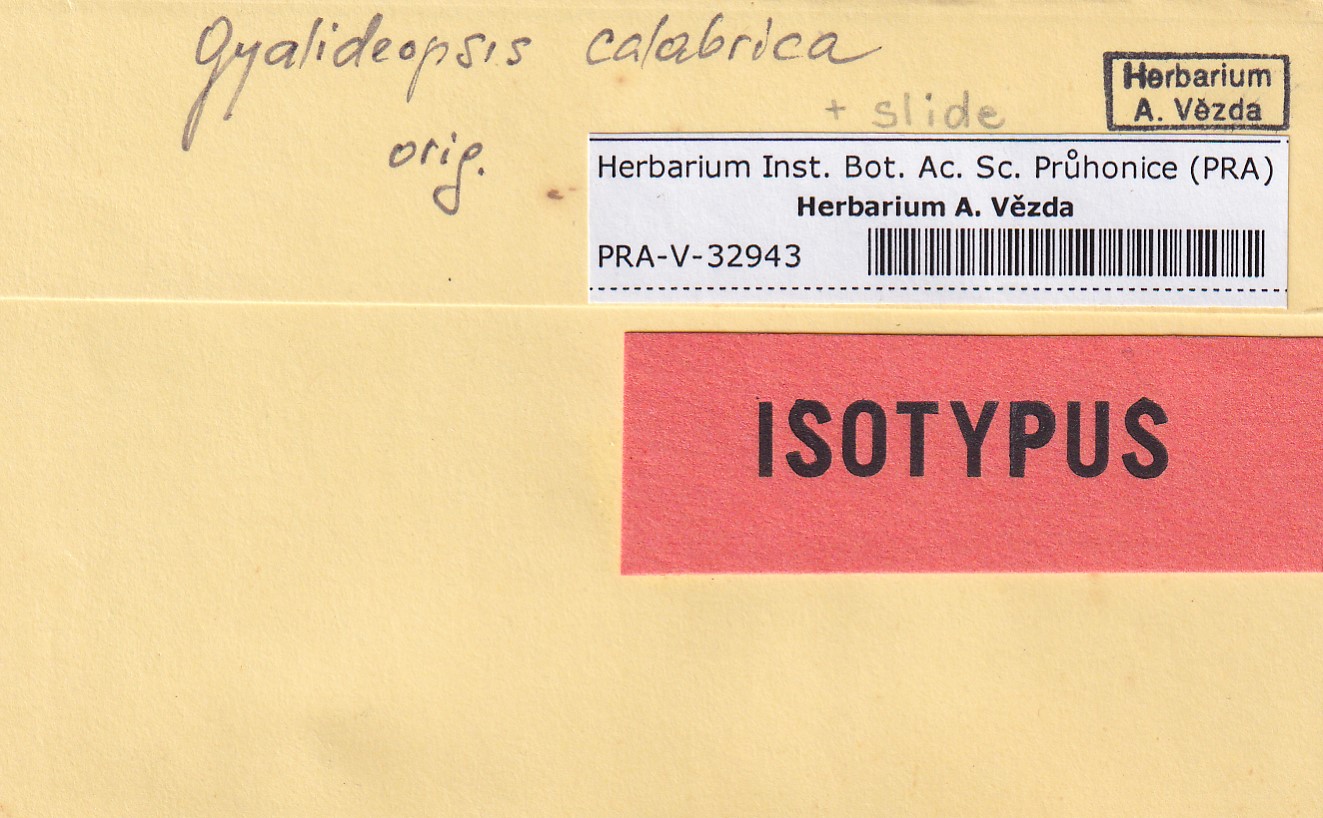 Gyalideopsis calabrica
orig.
+ slide
Herbarium
A. Vězda
Herbarium Inst. Bot. Ac. Sc. Průhonice (PRA)
Herbarium A. Vězda
PRA-V-32943
ISOTYPUS